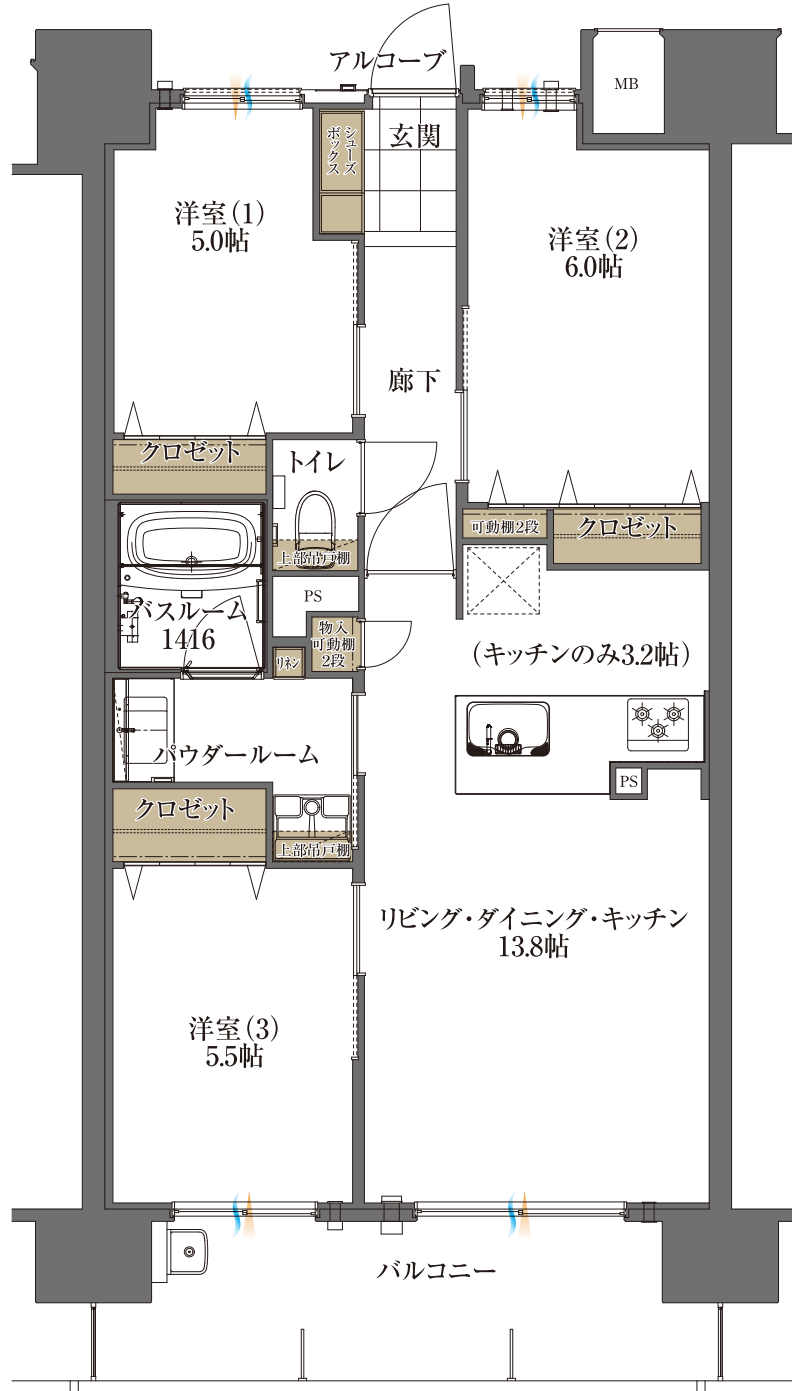 アルコーブ
MB
シューズ
ボックス
玄関
洋室（1）
5.0帖
洋室（2）
6.0帖
廊下
クロゼット
トイレ
上部吊戸棚
可動棚2段
クロゼット
PS
バスルーム
1416
物入
可動棚
2段
リネン
（キッチンのみ3.2帖）
パウダールーム
PS
クロゼット
上部吊戸棚
リビング・ダイニング・キッチン
13.8帖
洋室（3）
5.5帖
バルコニー